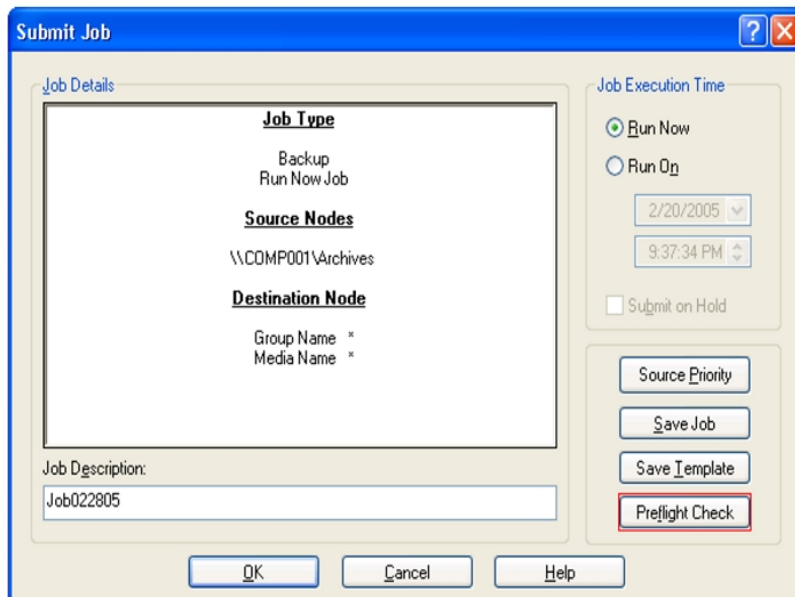 Submit Job
Job Details
Job Type
Backup
Run Now Job
Source Nodes
\\COMP001\Archives
Destination Node
Group Name *
Media Name *
Job Description:
Job022805
Job Execution Time
Run Now
Run On
2/20/2005
9:37:34 PM
Submit on Hold
Source Priority
Save Job
Save Template
Preflight Check
OK
Cancel
Help